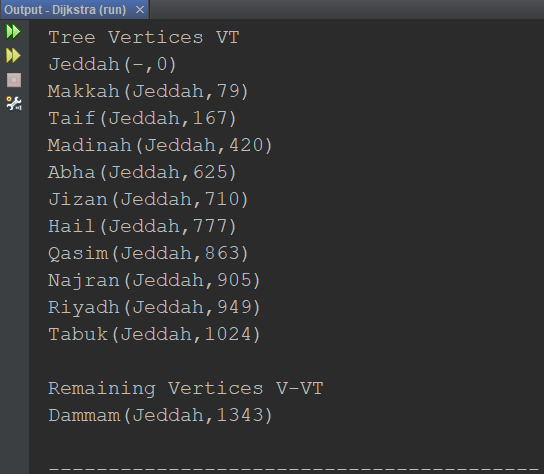 Output - Dijkstra (run) ×
Tree Vertices VT
Jeddah(-,0)
Makkah(Jeddah,79)
Taif(Jeddah,167)
Madinah(Jeddah,420)
Abha(Jeddah,625)
Jizan(Jeddah,710)
Hail(Jeddah,777)
Qasim(Jeddah,863)
Najran(Jeddah,905)
Riyadh(Jeddah,949)
Tabuk(Jeddah,1024)

Remaining Vertices V-VT
Dammam(Jeddah,1343)

-----------------------------------------